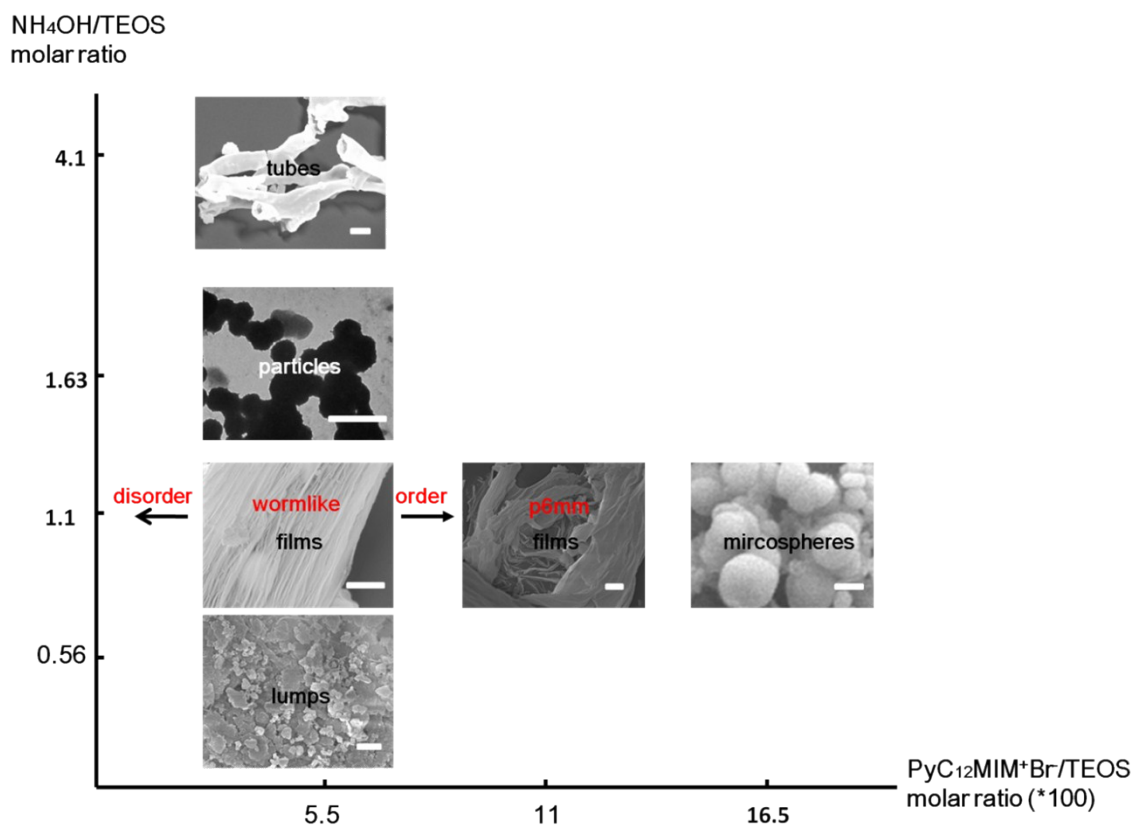 NH₄OH/TEOS
molar ratio
4.1
tubes
particles
1.63
disorder
wormlike
order
p6mm
films
films
mircospheres
1.1
0.56
lumps
PyC₁₂MIM⁺Br⁻/TEOS
molar ratio (*100)
5.5
11
16.5